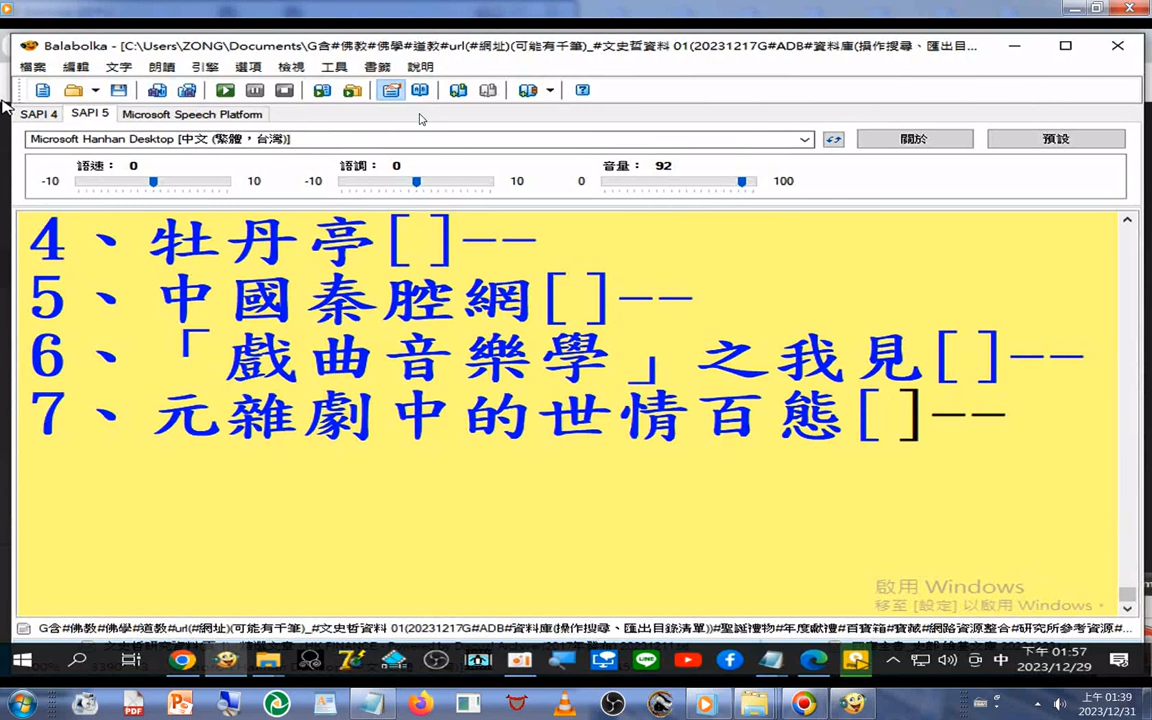 Balabolka - [C:\Users\ZONG\Documents\G含#佛教#佛學#道教#url(#網址)(可能有千筆)_#文史哲資料 01(20231217G#ADB#資料庫(操作搜尋、匯出目...
檔案 編輯 文字 朗讀 引擎 選項 檢視 工具 書籤 說明
SAPI 4 SAPI 5 Microsoft Speech Platform
Microsoft Hanhan Desktop [中文 (繁體，台灣)] 關於 預設
語速： 0 語調： 0 音量： 92
-10 10 -10 10 0 100
4、牡丹亭[]--
5、中國秦腔網[]--
6、「戲曲音樂學」之我見[]--
7、元雜劇中的世情百態[]--
啟用 Windows
移至 [設定] 以啟用 Windows。
G含#佛教#佛學#道教#url(#網址)(可能有千筆)_#文史哲資料 01(20231217G#ADB#資料庫(操作搜尋、匯出目錄清單))#聖誕禮物#年度獻禮#百寶箱#寶藏#網路資源整合#研究所參考資源#...
下午 01:57
2023/12/29
上午 01:39
2023/12/31